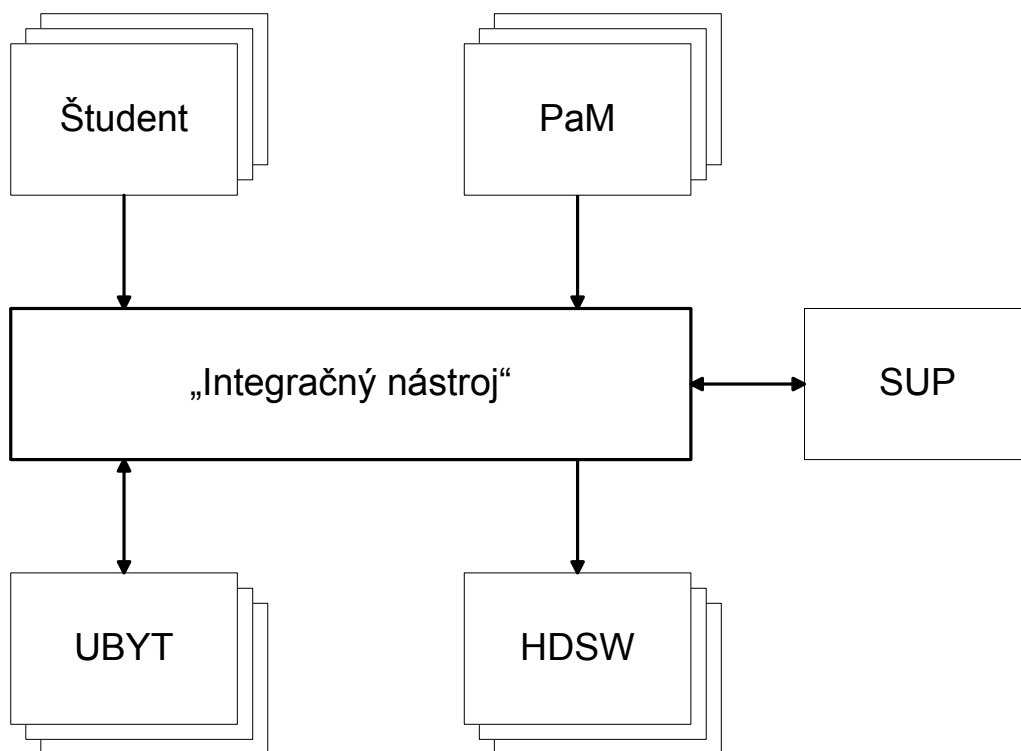 Študent
PaM
„Integračný nástroj“
SUP
UBYT
HDSW